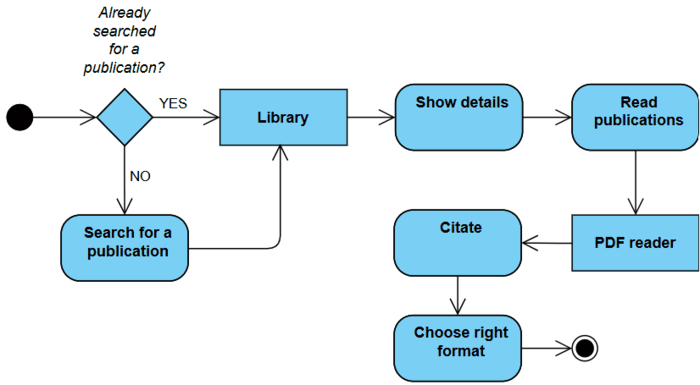 Already
searched
for a
publication?
YES
Library
Show details
Read
publications
NO
Search for a
publication
Citate
PDF reader
Choose right
format